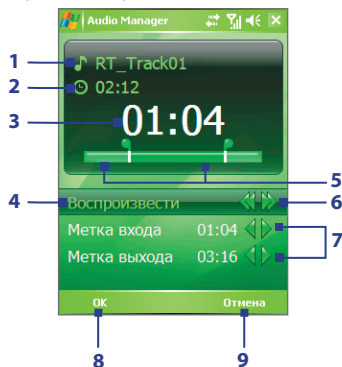 Audio Manager
1 RT_Track01
2 02:12
3 01:04
5
4 Воспроизвести 6
Метка входа 01:04
7
Метка выхода 03:16
OK Отмена
8 9